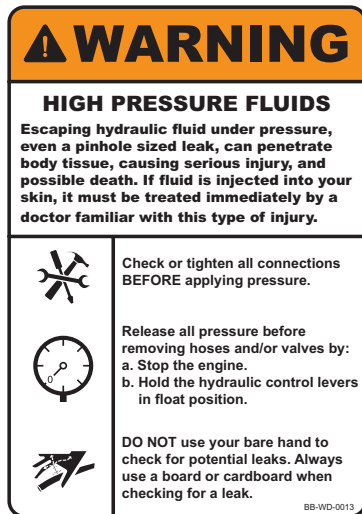 WARNING
HIGH PRESSURE FLUIDS
Escaping hydraulic fluid under pressure,
even a pinhole sized leak, can penetrate
body tissue, causing serious injury, and
possible death. If fluid is injected into your
skin, it must be treated immediately by a
doctor familiar with this type of injury.
Check or tighten all connections
BEFORE applying pressure.
0
Release all pressure before
removing hoses and/or valves by:
a. Stop the engine.
b. Hold the hydraulic control levers
in float position.
DO NOT use your bare hand to
check for potential leaks. Always
use a board or cardboard when
checking for a leak.
BB-WD-0013